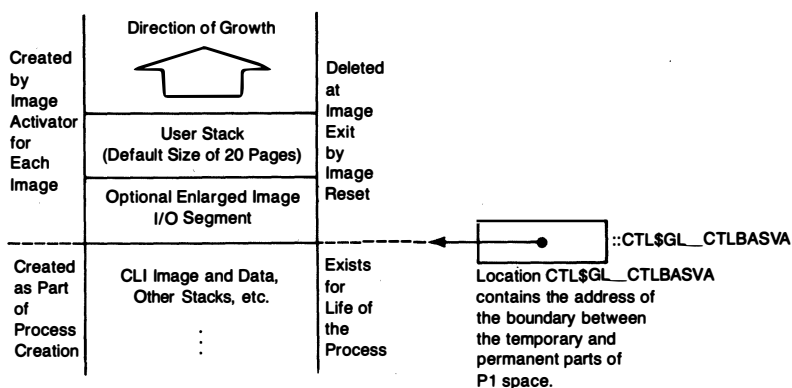 Direction of Growth
Created
by
Image
Activator
for
Each
Image
User Stack
(Default Size of 20 Pages)
Optional Enlarged Image
I/O Segment
Deleted
at
Image
Exit
by
Image
Reset
::CTL$GL__CTLBASVA
Created
as Part
of
Process
Creation
CLI Image and Data,
Other Stacks, etc.
Exists
for
Life of
the
Process
Location CTL$GL__CTLBASVA
contains the address of
the boundary between
the temporary and
permanent parts of
P1 space.